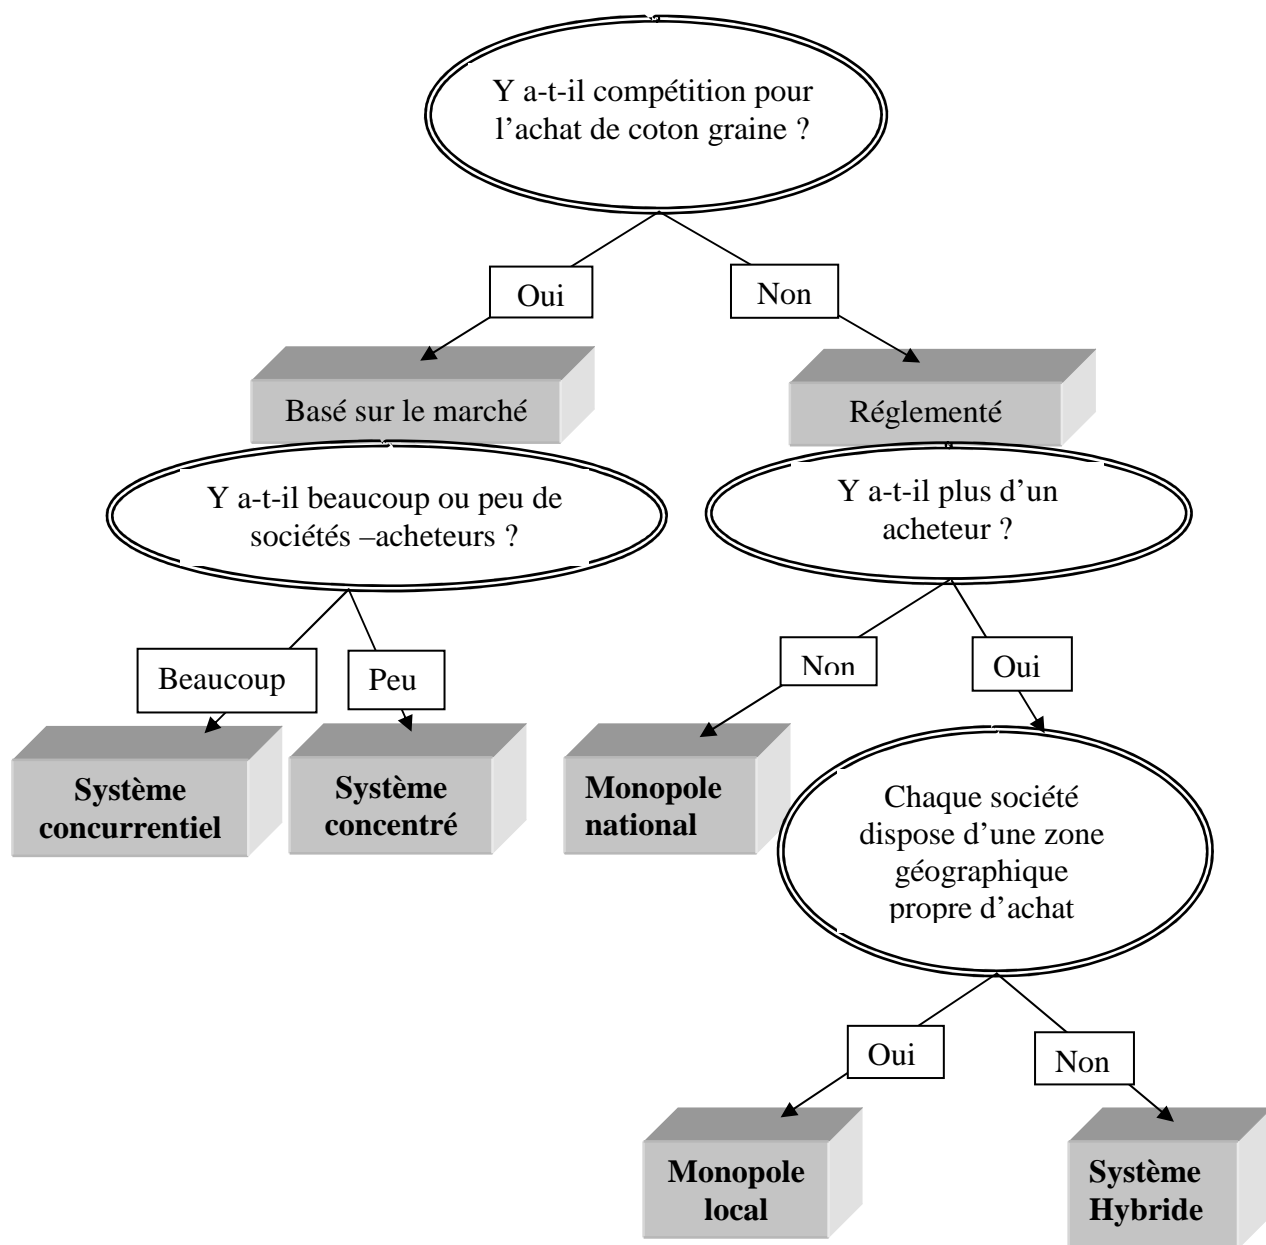 Y a-t-il compétition pour
l’achat de coton graine ?
Oui
Non
Basé sur le marché
Réglementé
Y a-t-il beaucoup ou peu de
sociétés –acheteurs ?
Y a-t-il plus d’un
acheteur ?
Beaucoup
Peu
Non
Oui
Système
concurrentiel
Système
concentré
Monopole
national
Chaque société
dispose d’une zone
géographique
propre d’achat
Oui
Non
Monopole
local
Système
Hybride